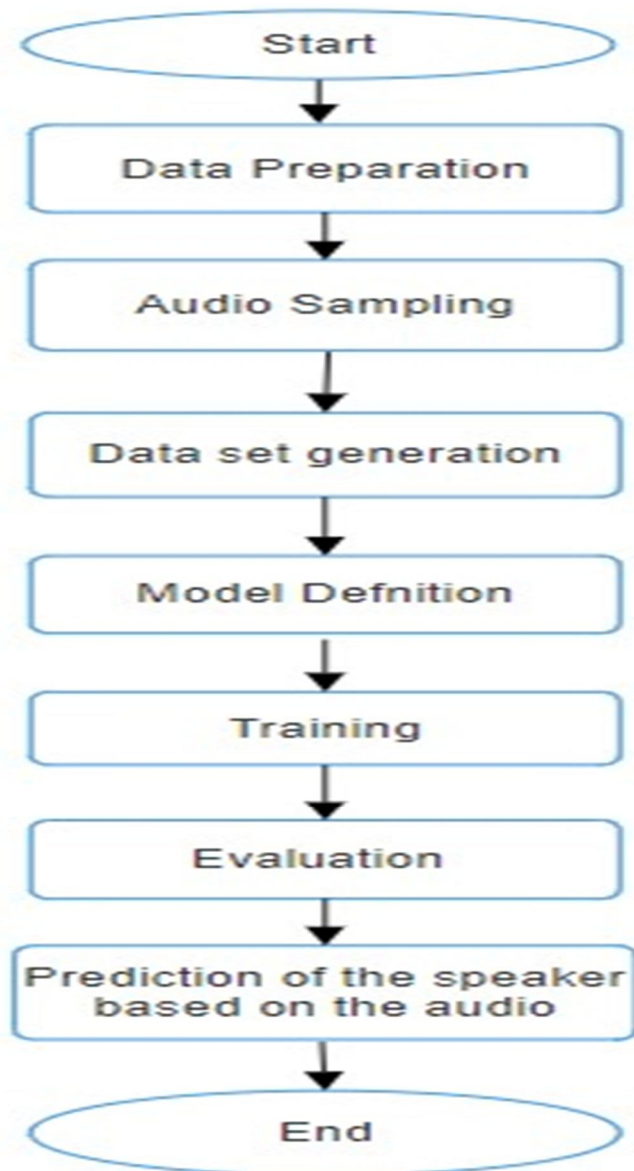 Start
Data Preparation
Audio Sampling
Data set generation
Model Defnition
Training
Evaluation
Prediction of the speaker
based on the audio
End